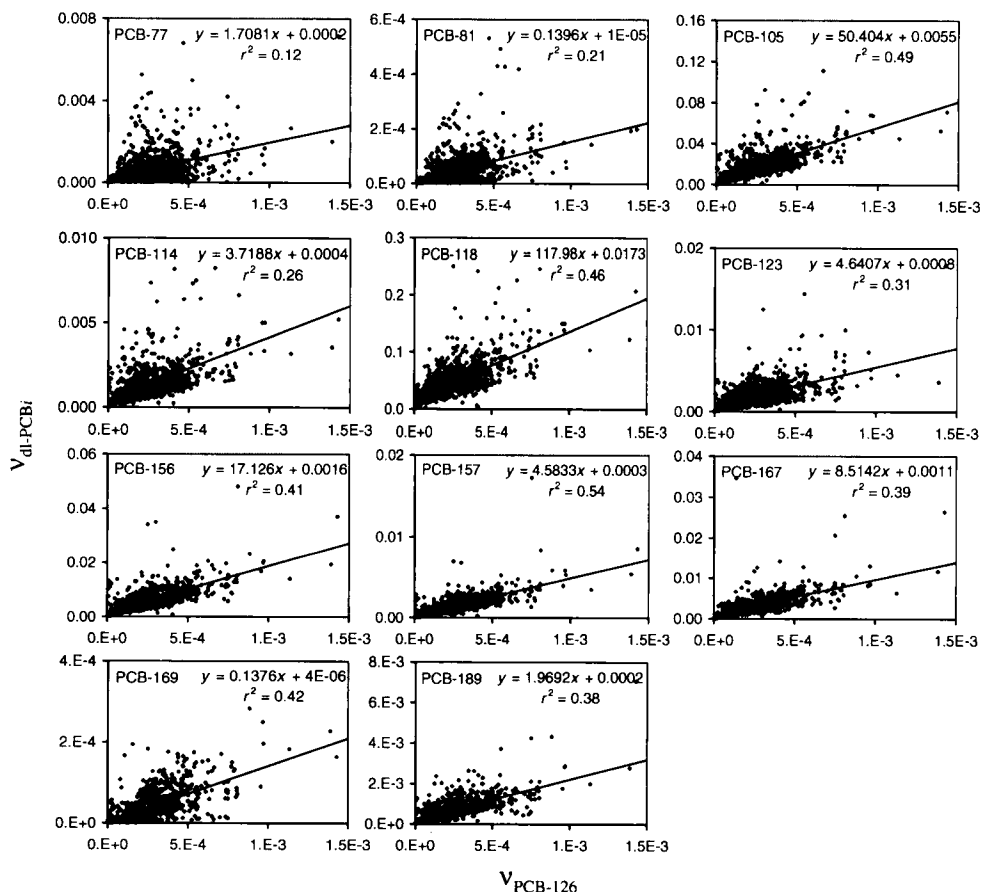 PCB-77 y = 1.7081x + 0.0002
r² = 0.12
0.008
0.004
0.000
0.E+0 5.E-4 1.E-3 1.5E-3
PCB-81 y = 0.1396x + 1E-05
r² = 0.21
6.E-4
4.E-4
2.E-4
0.E+0
0.E+0 5.E-4 1.E-3 1.5E-3
PCB-105 y = 50.404x + 0.0055
r² = 0.49
0.16
0.12
0.08
0.04
0.00
0.E+0 5.E-4 1.E-3 1.5E-3
PCB-114 y = 3.7188x + 0.0004
r² = 0.26
0.010
0.005
0.000
0.E+0 5.E-4 1.E-3 1.5E-3
PCB-118 y = 117.98x + 0.0173
r² = 0.46
0.3
0.2
0.1
0.0
0.E+0 5.E-4 1.E-3 1.5E-3
PCB-123 y = 4.6407x + 0.0008
r² = 0.31
0.02
0.01
0.00
0.E+0 5.E-4 1.E-3 1.5E-3
νdl-PCBi
PCB-156 y = 17.126x + 0.0016
r² = 0.41
0.06
0.04
0.02
0.00
0.E+0 5.E-4 1.E-3 1.5E-3
PCB-157 y = 4.5833x + 0.0003
r² = 0.54
0.02
0.01
0.00
0.E+0 5.E-4 1.E-3 1.5E-3
PCB-167 y = 8.5142x + 0.0011
r² = 0.39
0.04
0.03
0.02
0.01
0.00
0.E+0 5.E-4 1.E-3 1.5E-3
PCB-169 y = 0.1376x + 4E-06
r² = 0.42
4.E-4
2.E-4
0.E+0
0.E+0 5.E-4 1.E-3 1.5E-3
PCB-189 y = 1.9692x + 0.0002
r² = 0.38
8.E-3
6.E-3
4.E-3
2.E-3
0.E+0
0.E+0 5.E-4 1.E-3 1.5E-3
νPCB-126